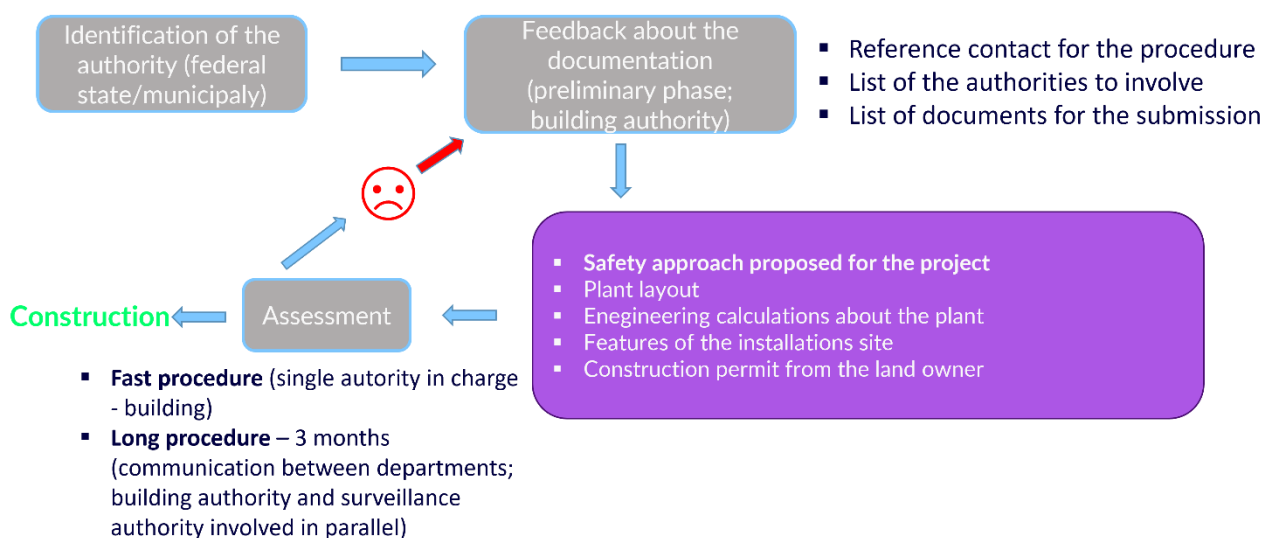 Identification of the
authority (federal
state/municipaly)
Feedback about the
documentation
(preliminary phase;
building authority)
▪ Reference contact for the procedure
▪ List of the authorities to involve
▪ List of documents for the submission
▪ Safety approach proposed for the project
▪ Plant layout
▪ Enegineering calculations about the plant
▪ Features of the installations site
▪ Construction permit from the land owner
Assessment
Construction
▪ Fast procedure (single autority in charge
- building)
▪ Long procedure – 3 months
(communication between departments;
building authority and surveillance
authority involved in parallel)